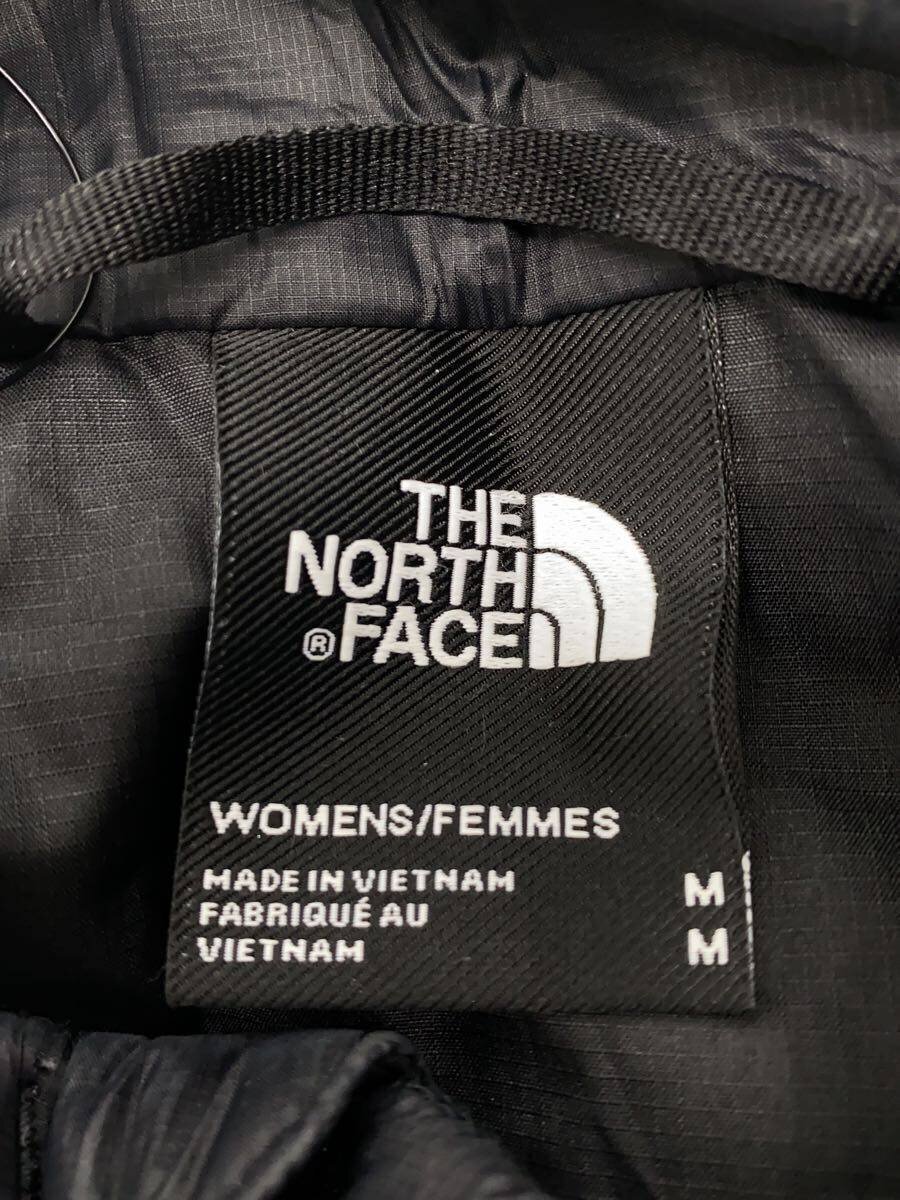 THE
NORTH
®FACE
WOMENS/FEMMES
MADE IN VIETNAM M
FABRIQUÉ AU
VIETNAM M